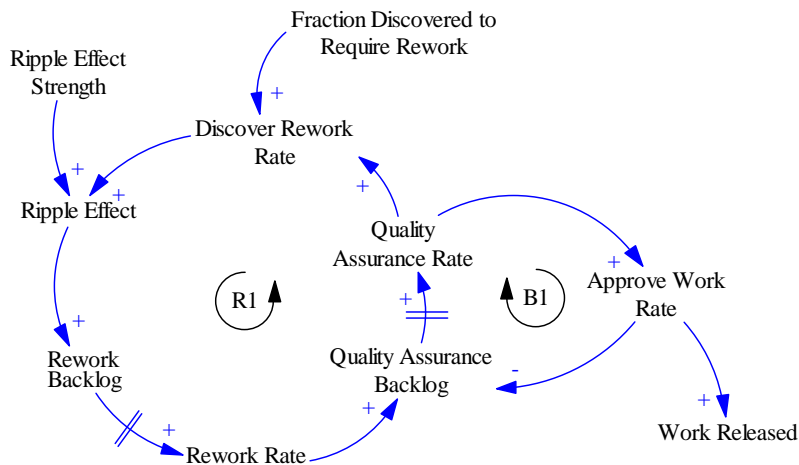 Fraction Discovered to
Require Rework
Ripple Effect
Strength
+
Discover Rework
Rate
+
+
+
Ripple Effect
Quality
Assurance Rate
+
Approve Work
Rate
R1
B1
+
+
Rework
Backlog
Quality Assurance
Backlog
-
+
+
+
Rework Rate
Work Released